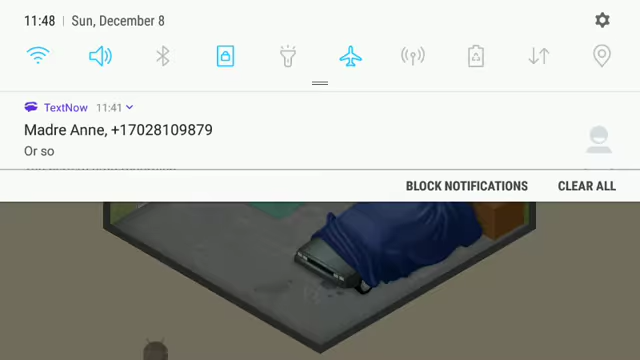 11:48 | Sun, December 8
TextNow 11:41
Madre Anne, +17028109879
Or so
BLOCK NOTIFICATIONS CLEAR ALL